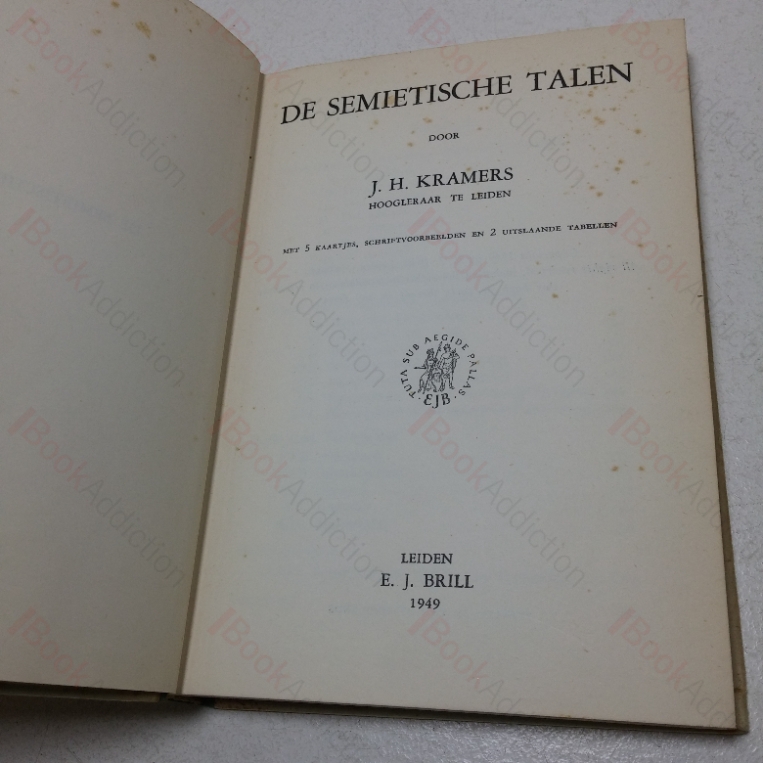 DE SEMIETISCHE TALEN
DOOR
J. H. KRAMERS
HOOGLERAAR TE LEIDEN
MET 5 KAARTJES, SCHRIFTVOORBEELDEN EN 2 UITSLAANDE TABELLEN
TUTA SUB AEGIDE PALLAS
EJB
LEIDEN
E. J. BRILL
1949
BookAddiction